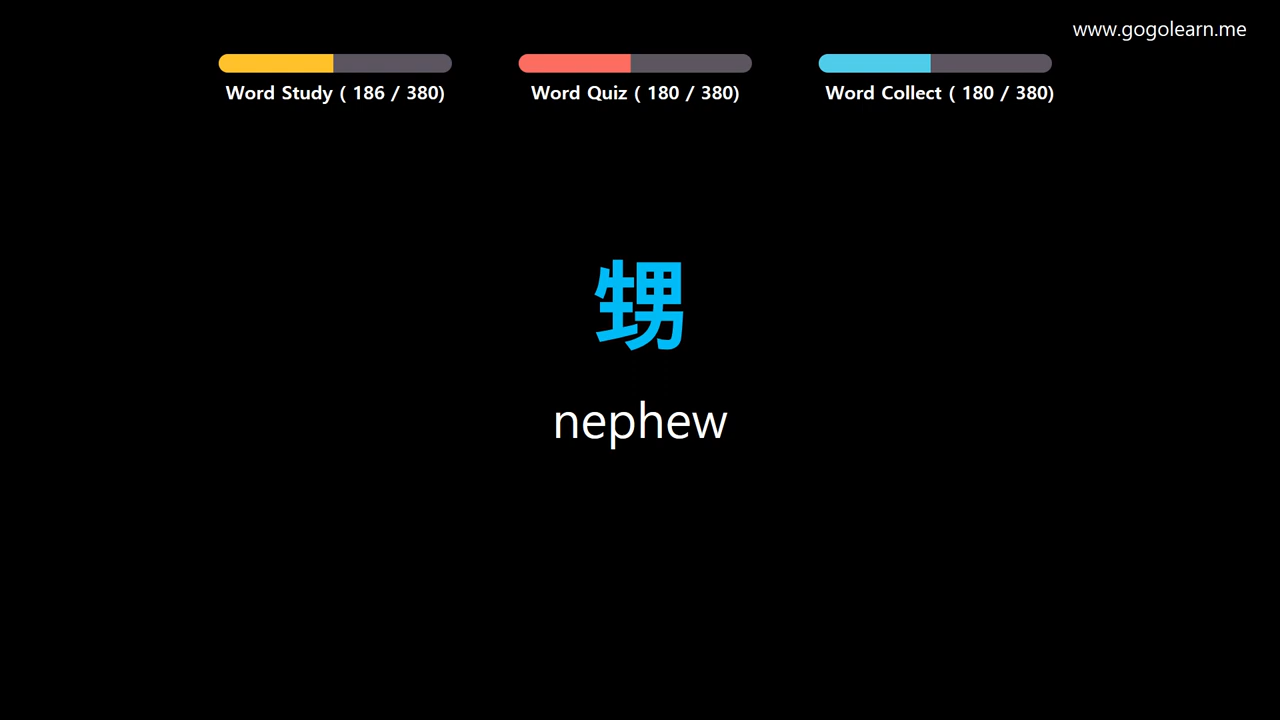 www.gogolearn.me
Word Study ( 186 / 380)
Word Quiz ( 180 / 380)
Word Collect ( 180 / 380)
甥
nephew